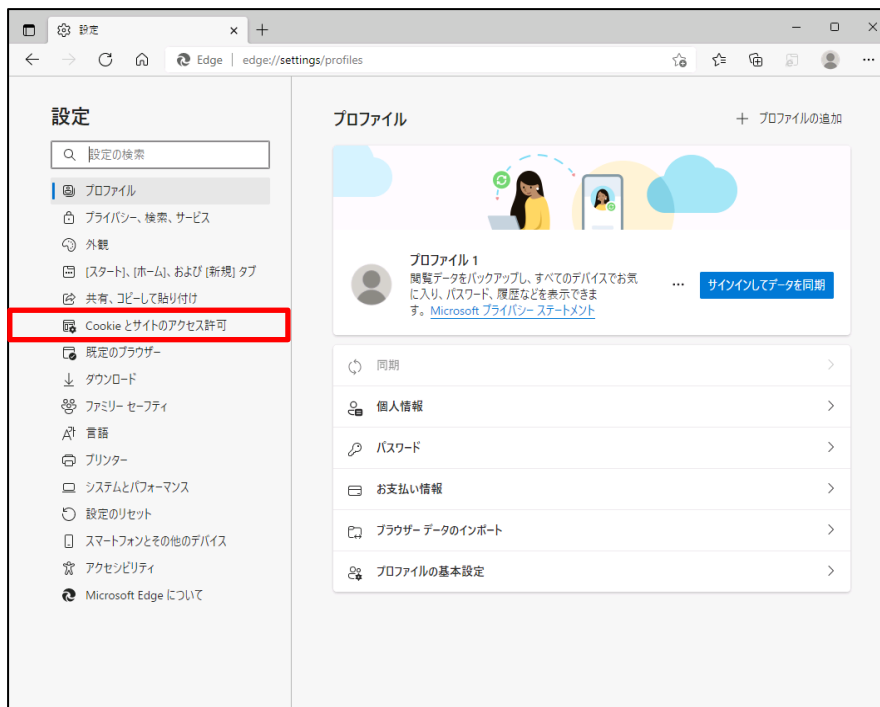 設定
Edge | edge://settings/profiles
設定
設定の検索
プロファイル
プライバシー、検索、サービス
外観
[スタート]、[ホーム]、および [新規] タブ
共有、コピーして貼り付け
Cookie とサイトのアクセス許可
既定のブラウザー
ダウンロード
ファミリー セーフティ
言語
プリンター
システムとパフォーマンス
設定のリセット
スマートフォンとその他のデバイス
アクセシビリティ
Microsoft Edge について
プロファイル
プロファイルの追加
プロファイル 1
閲覧データをバックアップし、すべてのデバイスでお気
に入り、パスワード、履歴などを表示できま
す。Microsoft プライバシー ステートメント
サインインしてデータを同期
同期
個人情報
パスワード
お支払い情報
ブラウザー データのインポート
プロファイルの基本設定